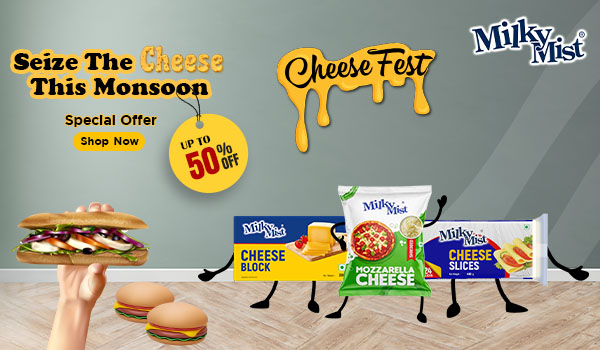 Seize The Cheese
This Monsoon
Special Offer
Shop Now
UP TO
50% OFF
Cheese Fest
Milky
Mist®
Milky
Mist
CHEESE
BLOCK
Milky
Mist
MOZZARELLA
CHEESE
Milky
Mist
CHEESE
SLICES